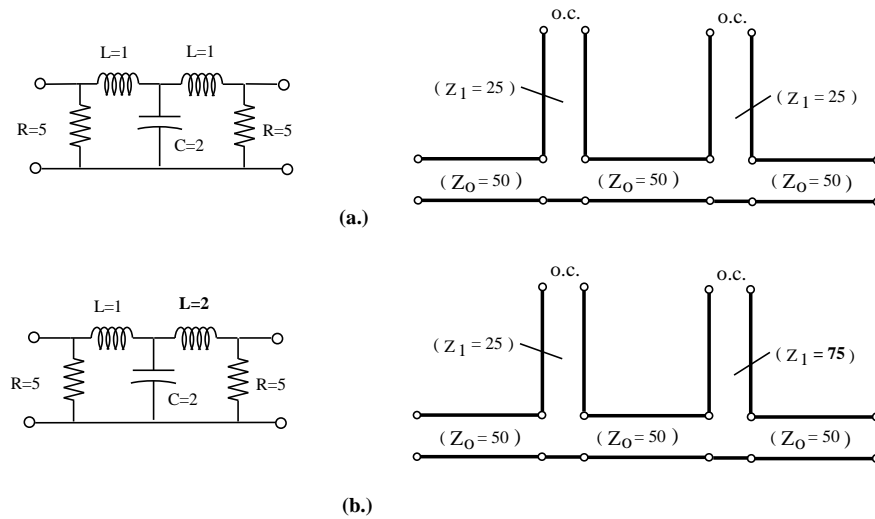 o.c. o.c.
L=1 L=1
( Z1 = 25 ) ( Z1 = 25 )
R=5 R=5
C=2
( Zo = 50 ) ( Zo = 50 ) ( Zo = 50 )
(a.)
o.c. o.c.
L=1 L=2
( Z1 = 25 ) ( Z1 = 75 )
R=5 R=5
C=2
( Zo = 50 ) ( Zo = 50 ) ( Zo = 50 )
(b.)